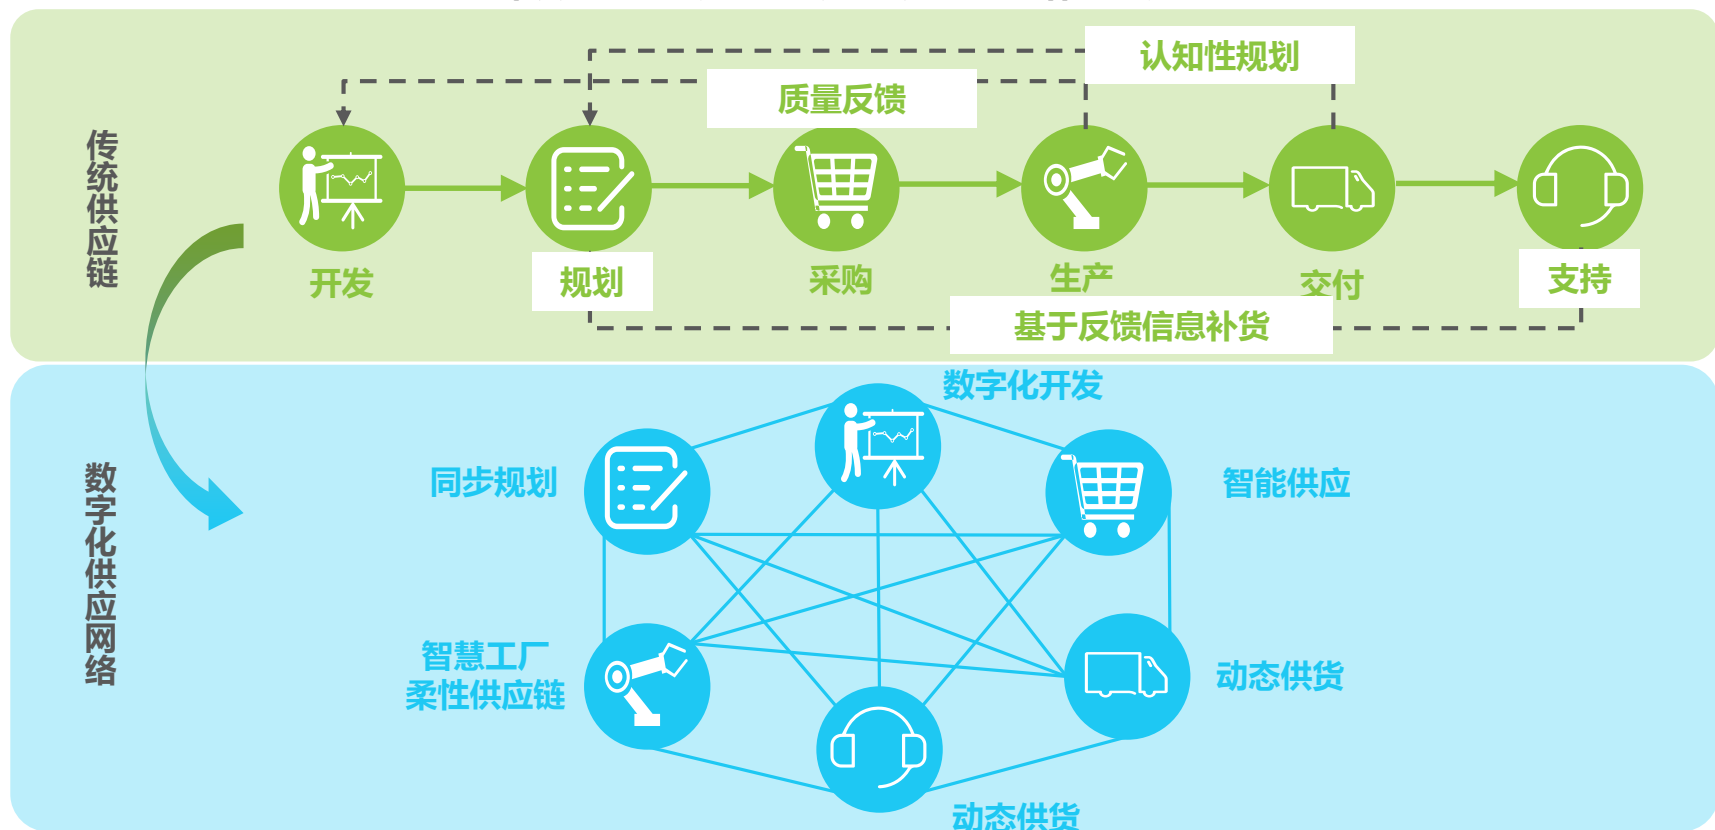 认知性规划
质量反馈
传统供应链
开发
规划
采购
生产
交付
支持
基于反馈信息补货
数字化开发
同步规划
智能供应
数字化供应网络
智慧工厂
柔性供应链
动态供货
动态供货